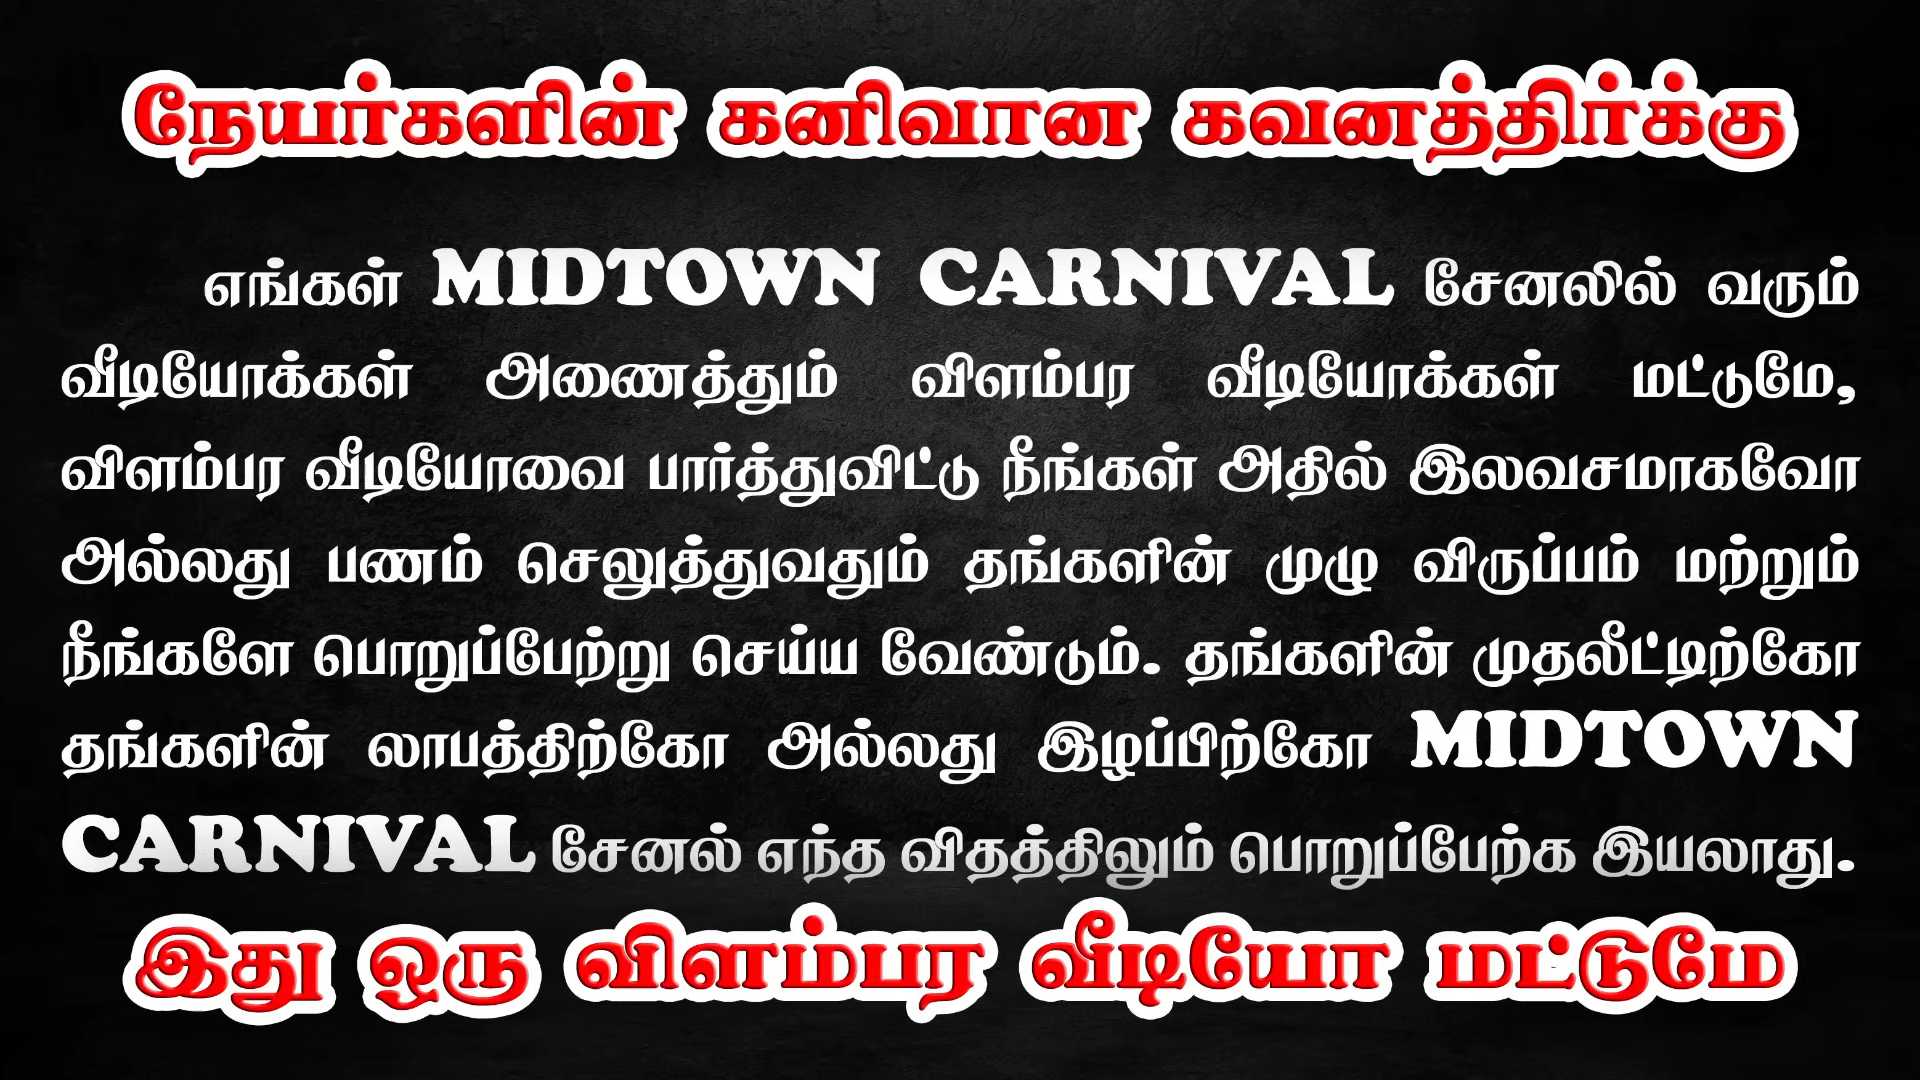 நேயர்களின் கனிவான கவனத்திர்க்கு
எங்கள் MIDTOWN CARNIVAL சேனலில் வரும்
வீடியோக்கள் அணைத்தும் விளம்பர வீடியோக்கள் மட்டுமே,
விளம்பர வீடியோவை பார்த்துவிட்டு நீங்கள் அதில் இலவசமாகவோ
அல்லது பணம் செலுத்துவதும் தங்களின் முழு விருப்பம் மற்றும்
நீங்களே பொறுப்பேற்று செய்ய வேண்டும். தங்களின் முதலீட்டிற்கோ
தங்களின் லாபத்திற்கோ அல்லது இழப்பிற்கோ MIDTOWN
CARNIVAL சேனல் எந்த விதத்திலும் பொறுப்பேற்க இயலாது.
இது ஒரு விளம்பர வீடியோ மட்டுமே